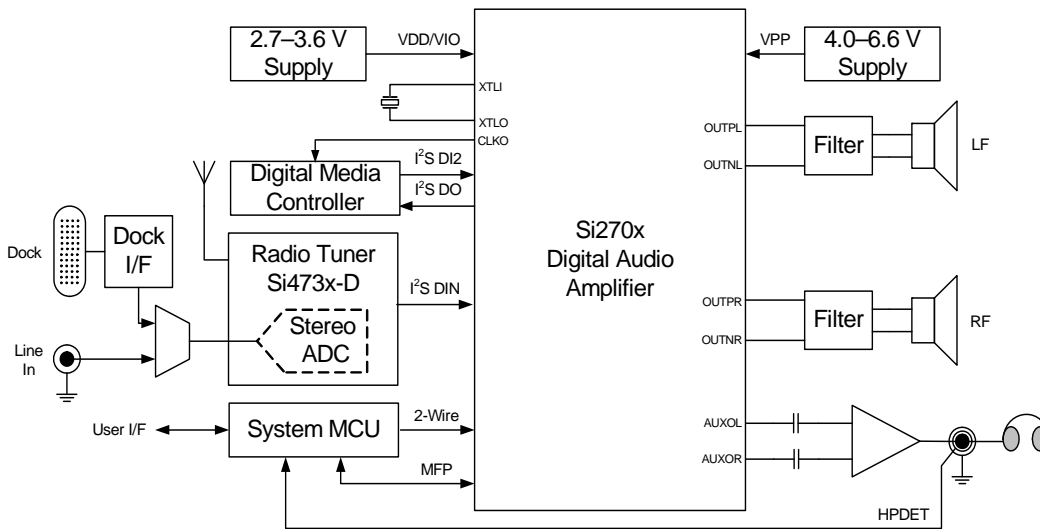 2.7–3.6 V
Supply
VDD/VIO
VPP
4.0–6.6 V
Supply
XTLI
XTLO
CLKO
I²S DI2
I²S DO
Digital Media
Controller
OUTPL
OUTNL
Filter
LF
Dock
Dock
I/F
Radio Tuner
Si473x-D
Stereo
ADC
I²S DIN
Si270x
Digital Audio
Amplifier
OUTPR
OUTNR
Filter
RF
Line
In
User I/F
System MCU
2-Wire
MFP
AUXOL
AUXOR
HPDET